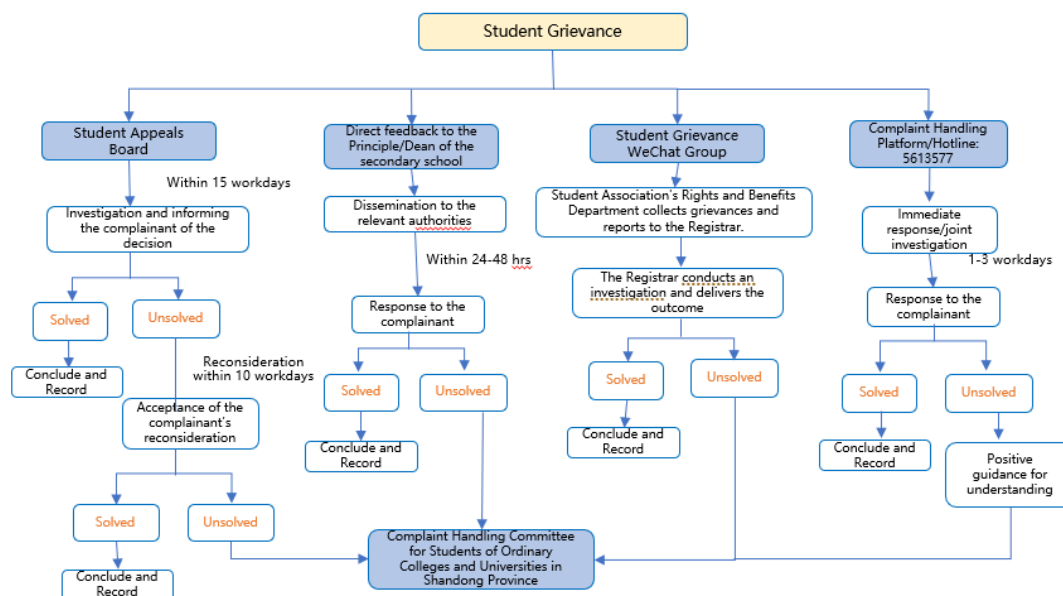 Student Grievance
Student Appeals
Board
Direct feedback to the
Principle/Dean of the
secondary school
Student Grievance
WeChat Group
Complaint Handling
Platform/Hotline:
5613577
Within 15 workdays
Investigation and informing
the complainant of the
decision
Dissemination to the
relevant authorities
Student Association's Rights and Benefits
Department collects grievances and
reports to the Registrar.
Immediate
response/joint
investigation
Within 24-48 hrs
1-3 workdays
The Registrar conducts an
investigation and delivers the
outcome
Solved
Unsolved
Response to the
complainant
Response to the
complainant
Conclude and Record
Reconsideration
within 10 workdays
Solved
Unsolved
Solved
Unsolved
Solved
Unsolved
Acceptance of the
complainant's
reconsideration
Conclude and
Record
Conclude and
Record
Conclude and
Record
Positive
guidance for
understanding
Solved
Unsolved
Complaint Handling Committee
for Students of Ordinary
Colleges and Universities in
Shandong Province
Conclude and
Record